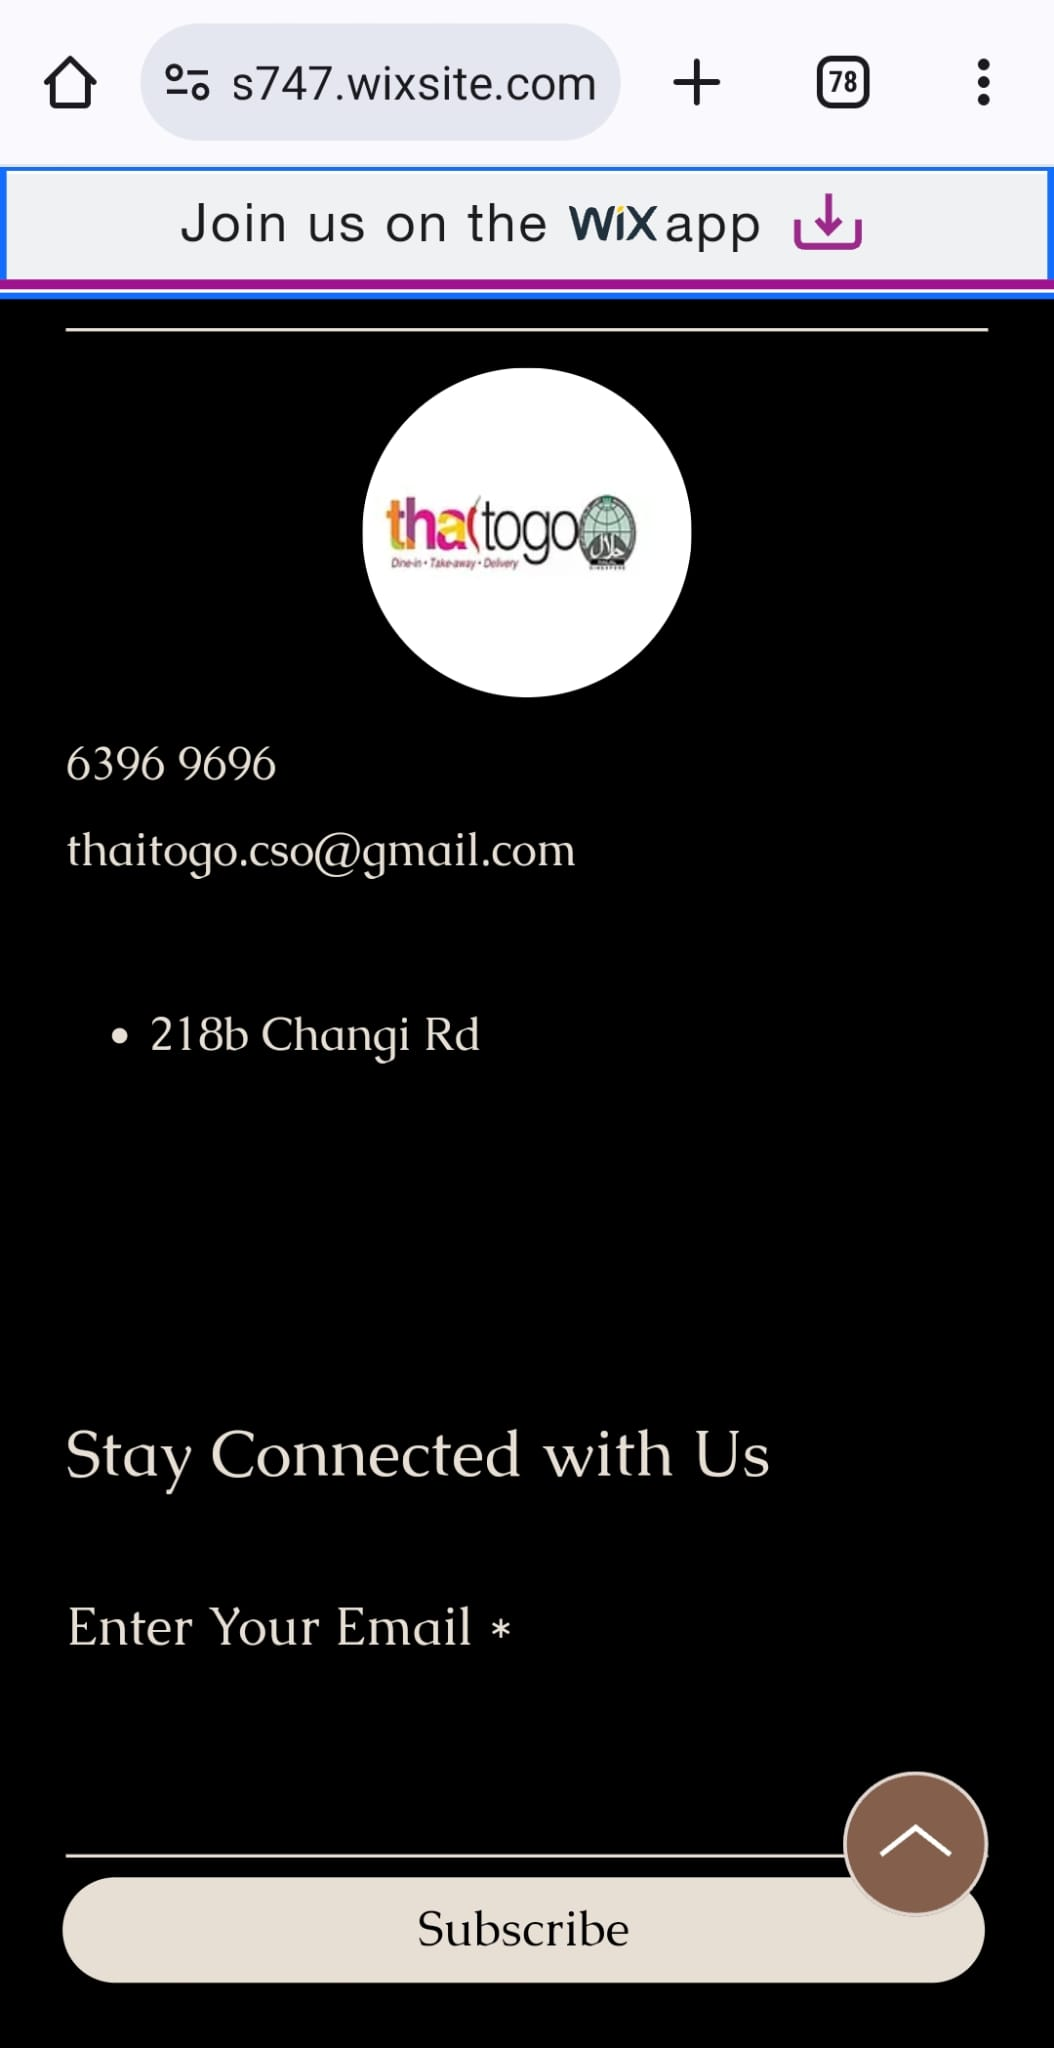 s747.wixsite.com
78
Join us on the WiX app
thaitogo
Dine-in • Take-away • Delivery
حلال
6396 9696
thaitogo.cso@gmail.com
• 218b Changi Rd
Stay Connected with Us
Enter Your Email *
Subscribe